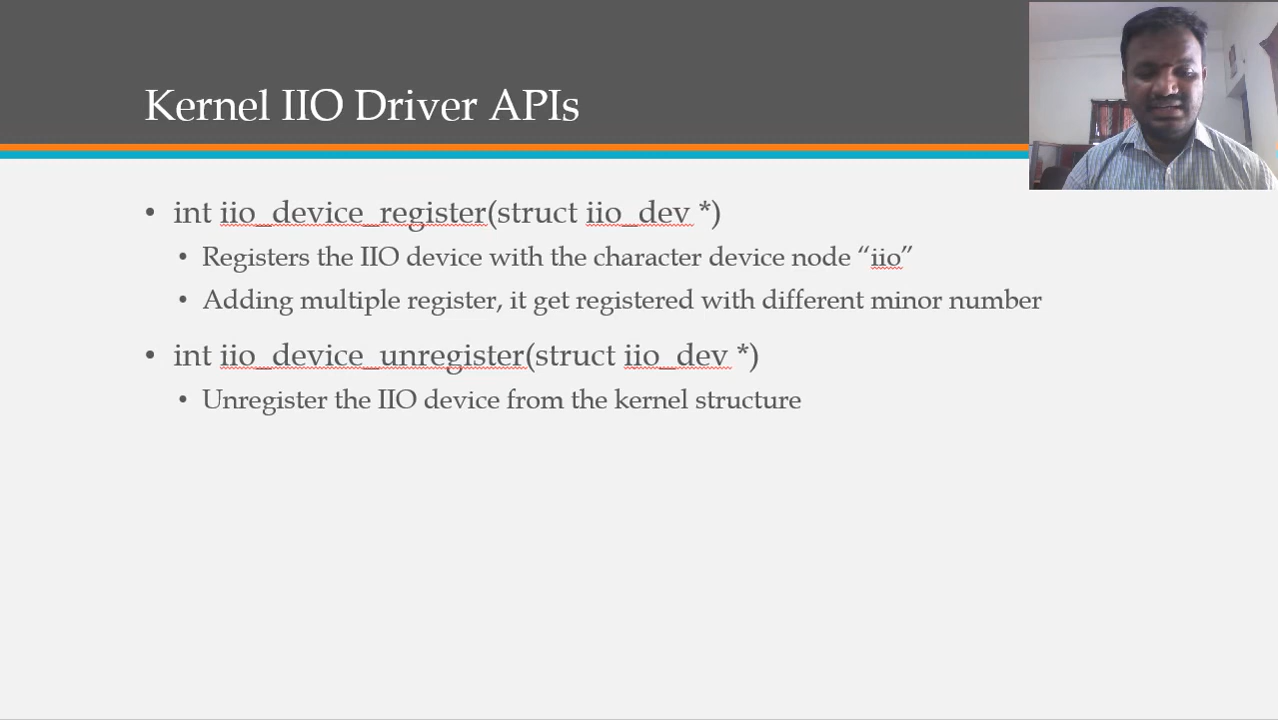 Kernel IIO Driver APIs
• int iio_device_register(struct iio_dev *)
• Registers the IIO device with the character device node “iio”
• Adding multiple register, it get registered with different minor number
• int iio_device_unregister(struct iio_dev *)
• Unregister the IIO device from the kernel structure